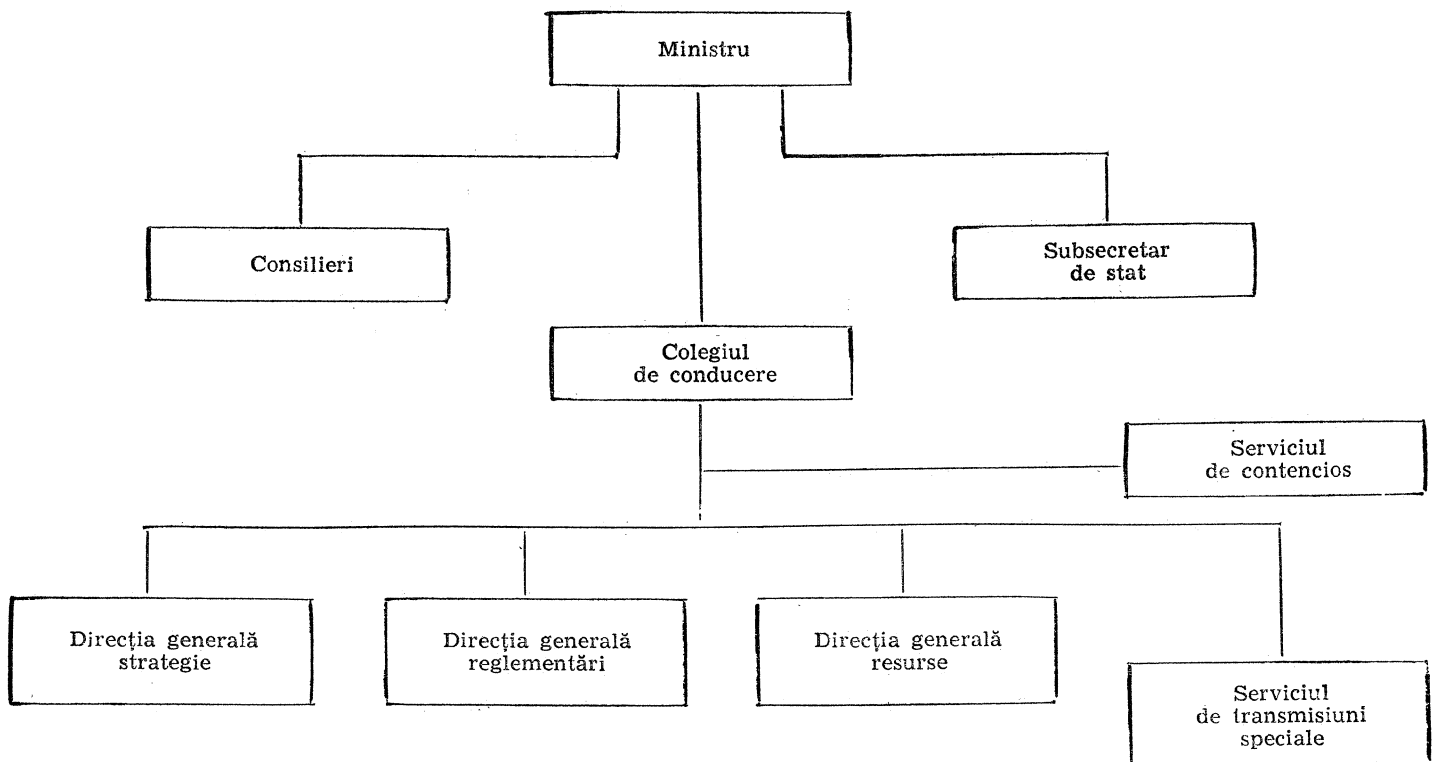 Ministru
Consilieri
Subsecretar
de stat
Colegiul
de conducere
Serviciul
de contencios
Direcția generală
strategie
Direcția generală
reglementări
Direcția generală
resurse
Serviciul
de transmisiuni
speciale